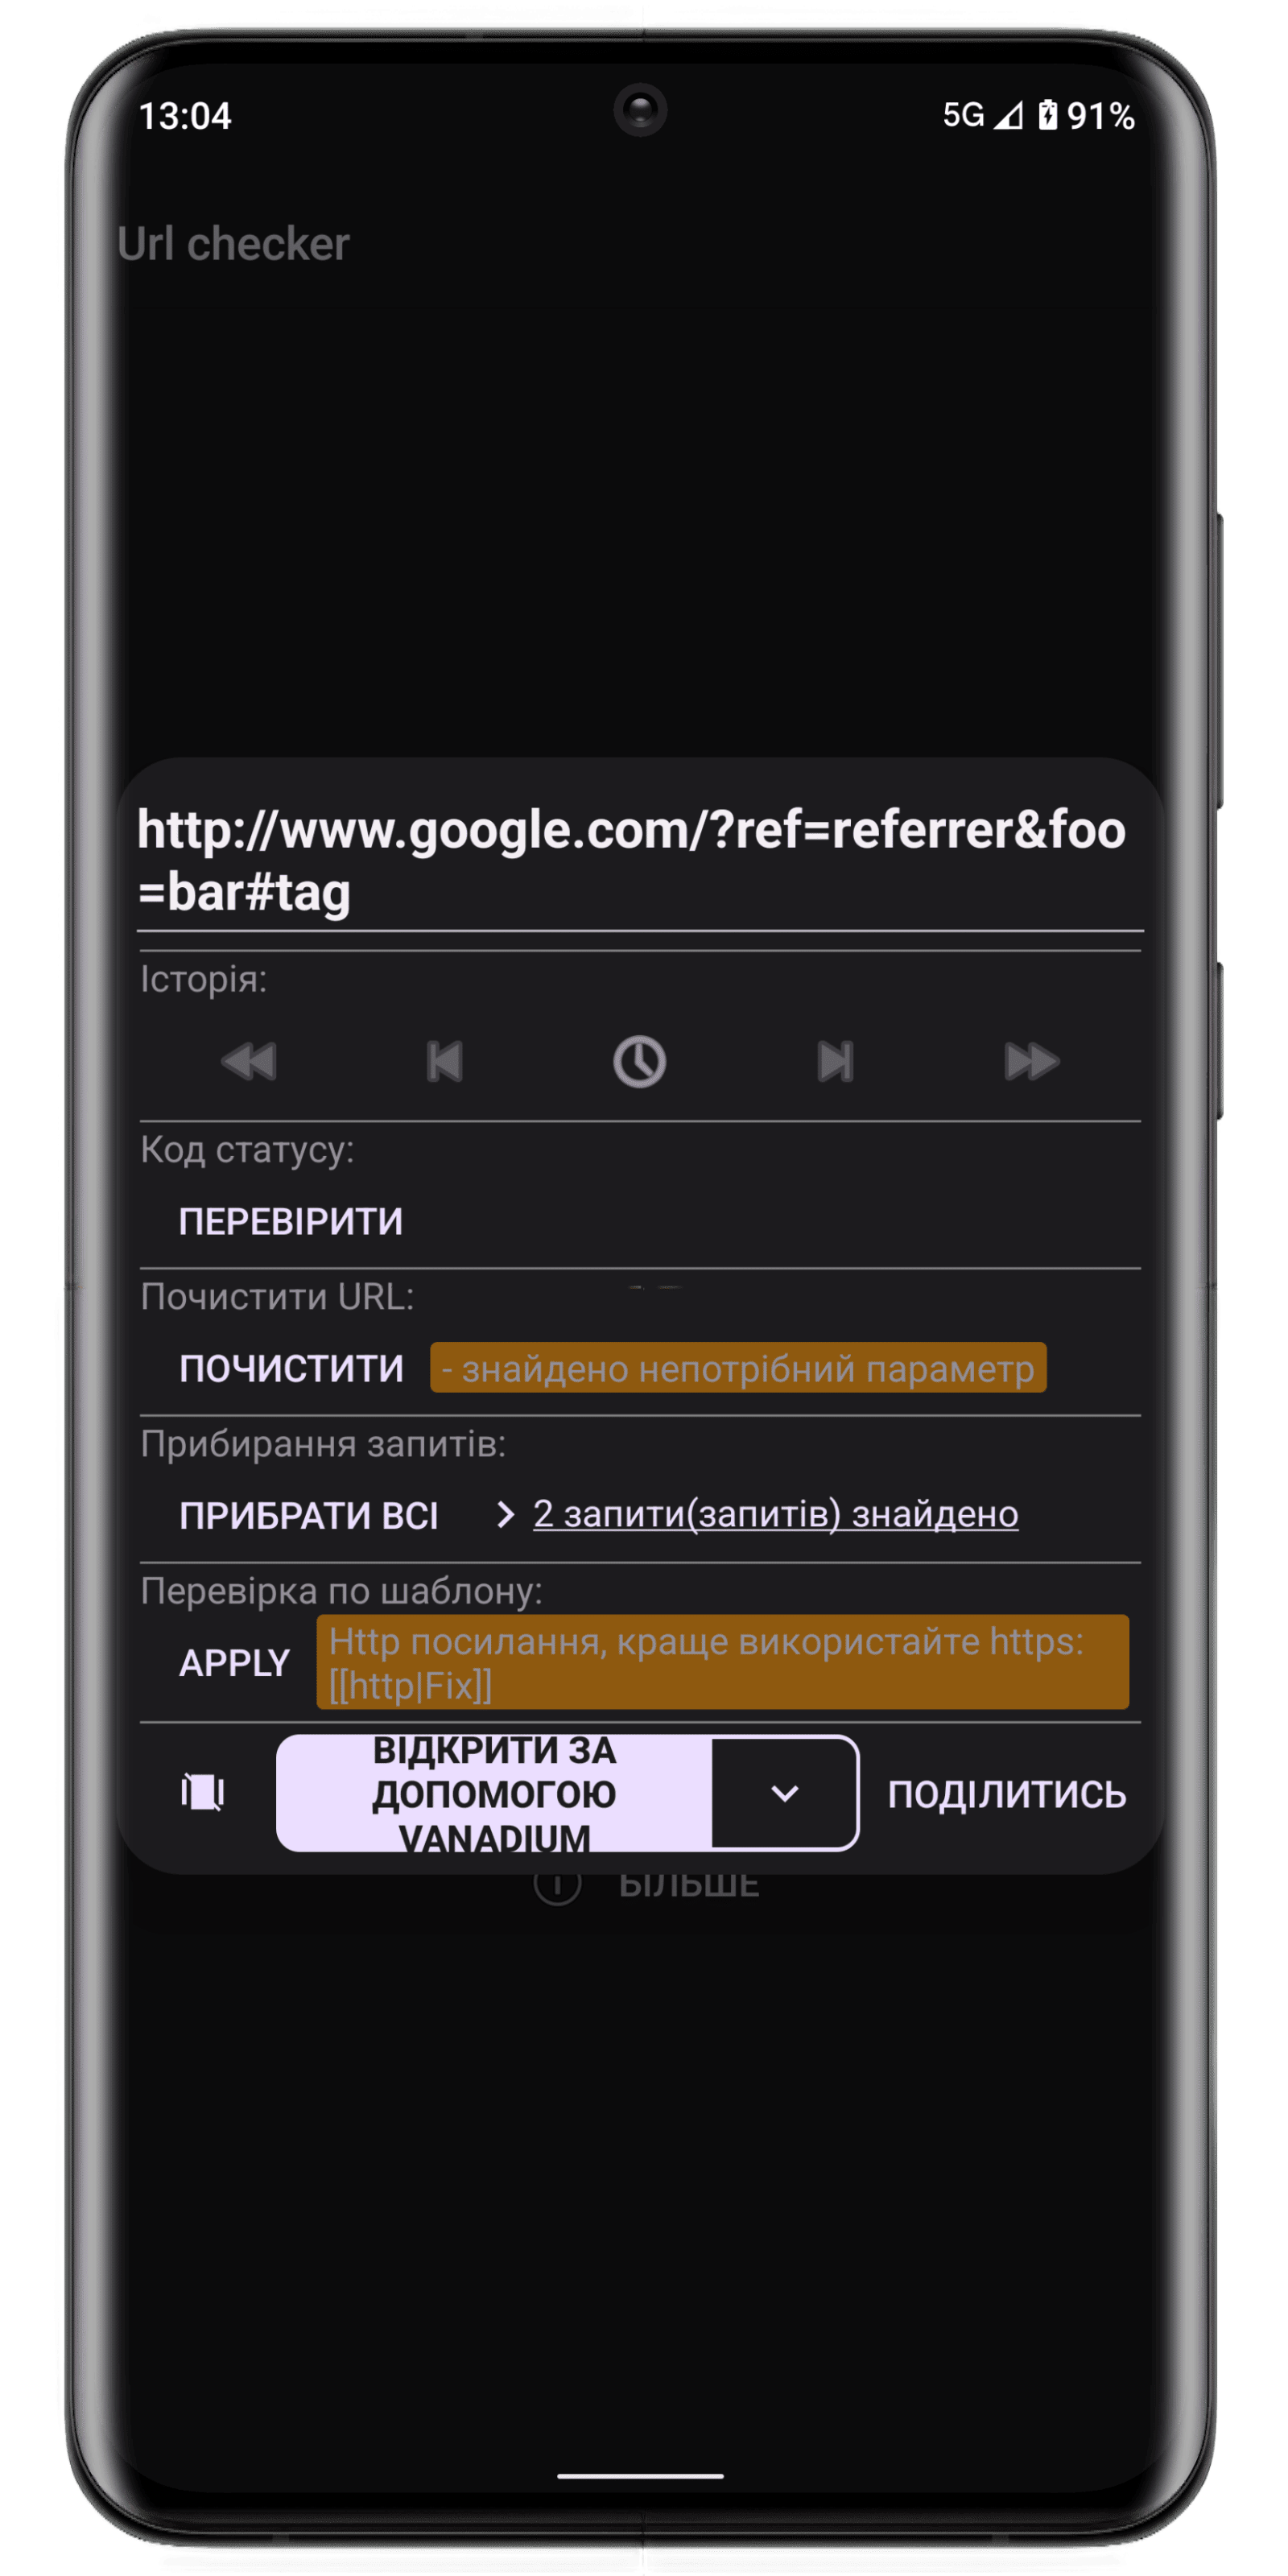 13:04
5G 91%
Url checker
http://www.google.com/?ref=referrer&foo
=bar#tag
Історія:
Код статусу:
ПЕРЕВІРИТИ
Почистити URL:
ПОЧИСТИТИ - знайдено непотрібний параметр
Прибирання запитів:
ПРИБРАТИ ВСІ 2 запити(запитів) знайдено
Перевірка по шаблону:
APPLY Http посилання, краще використайте https:
[[http|Fix]]
ВІДКРИТИ ЗА
ДОПОМОГОЮ
VANADIUM
ПОДІЛИТИСЬ
БІЛЬШЕ